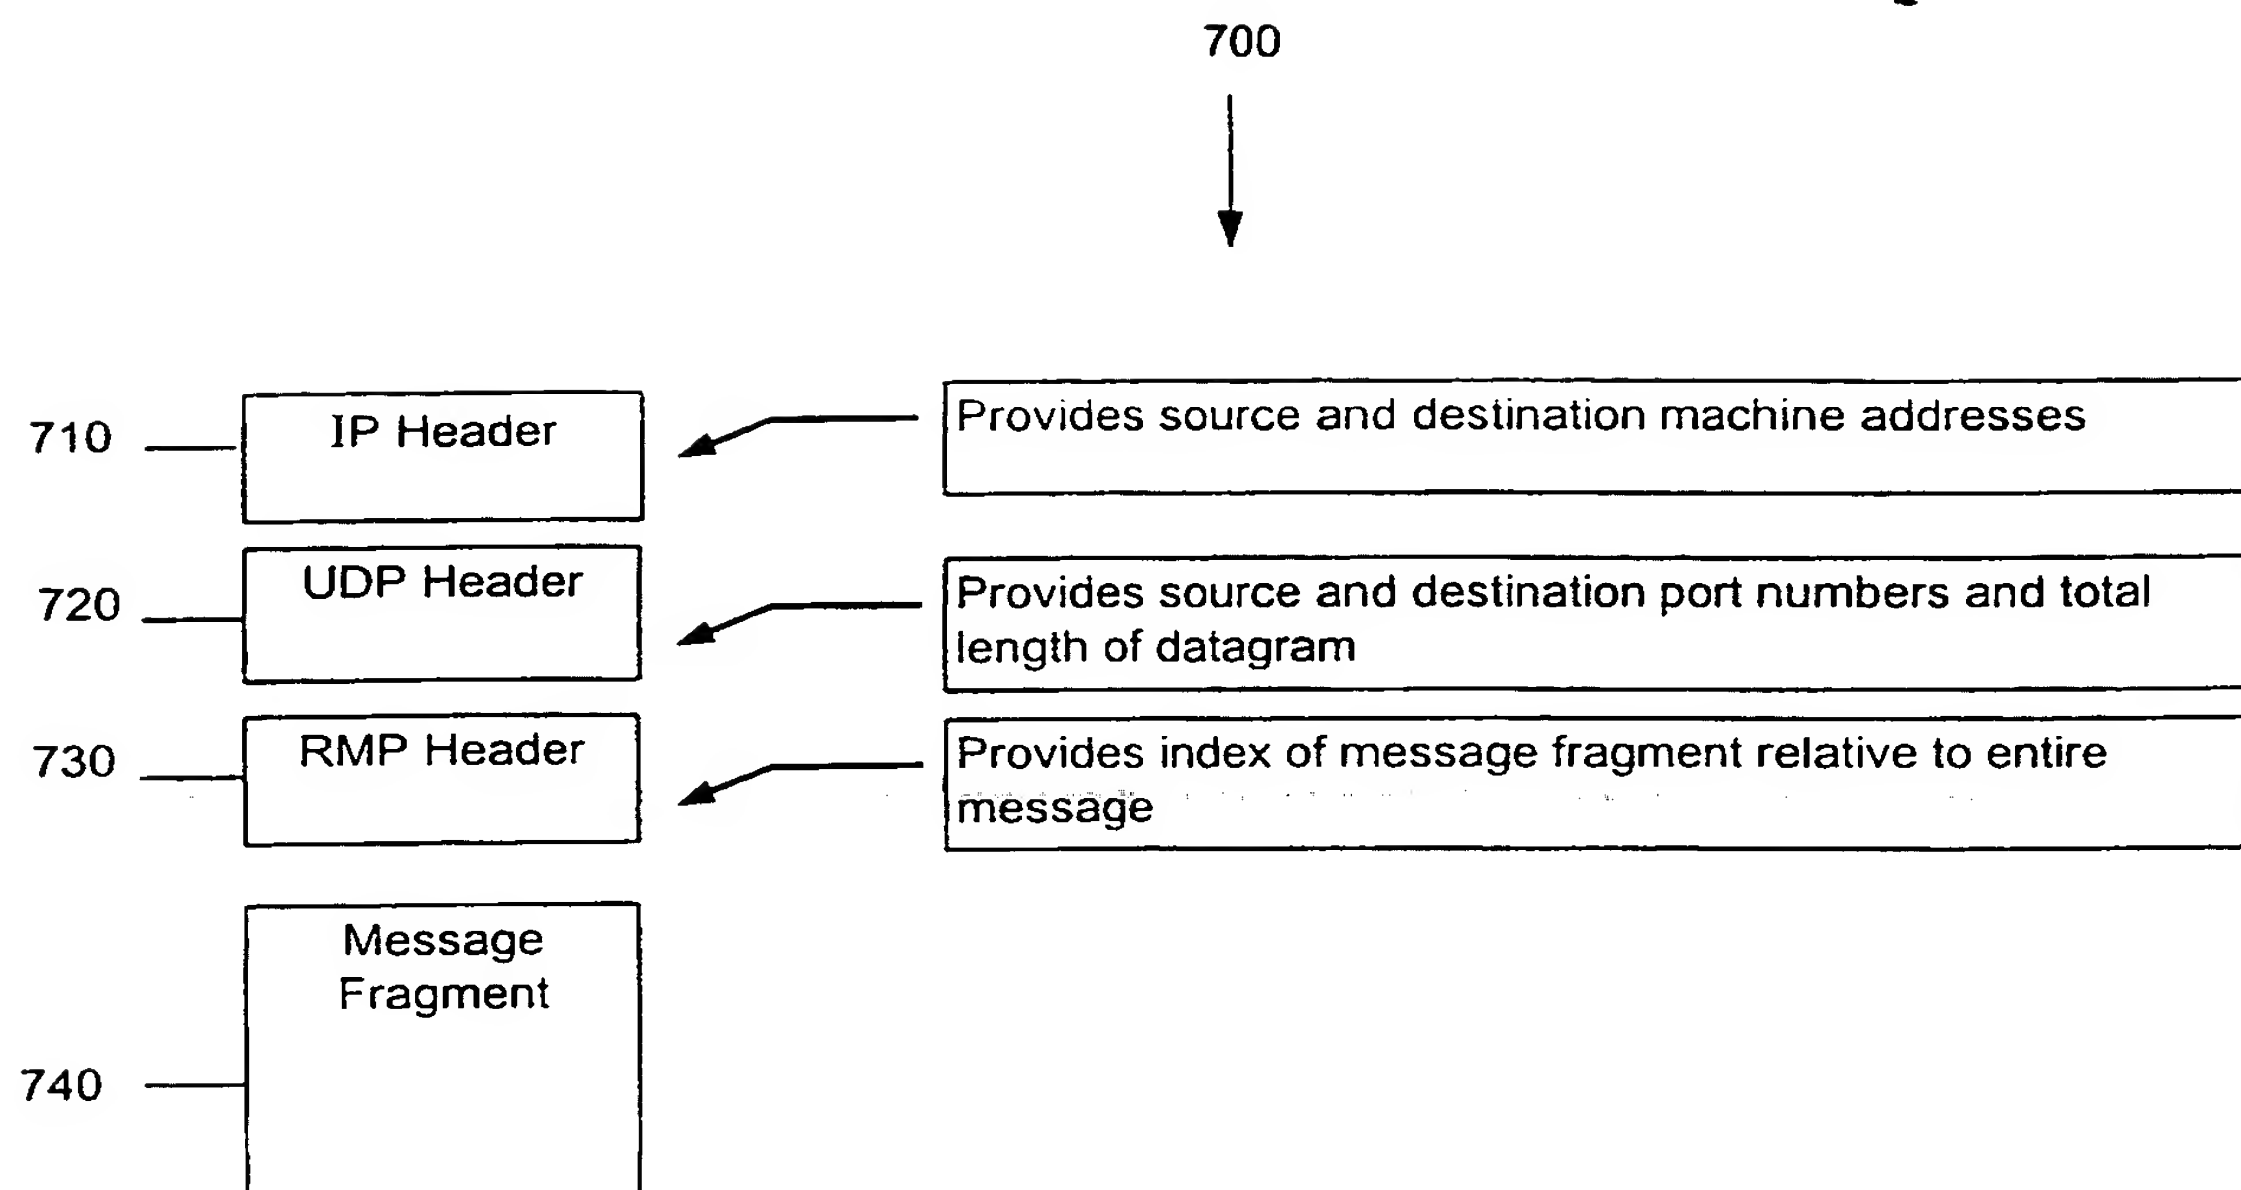 700
710
IP Header
Provides source and destination machine addresses
720
UDP Header
Provides source and destination port numbers and total
length of datagram
730
RMP Header
Provides index of message fragment relative to entire
message
740
Message
Fragment